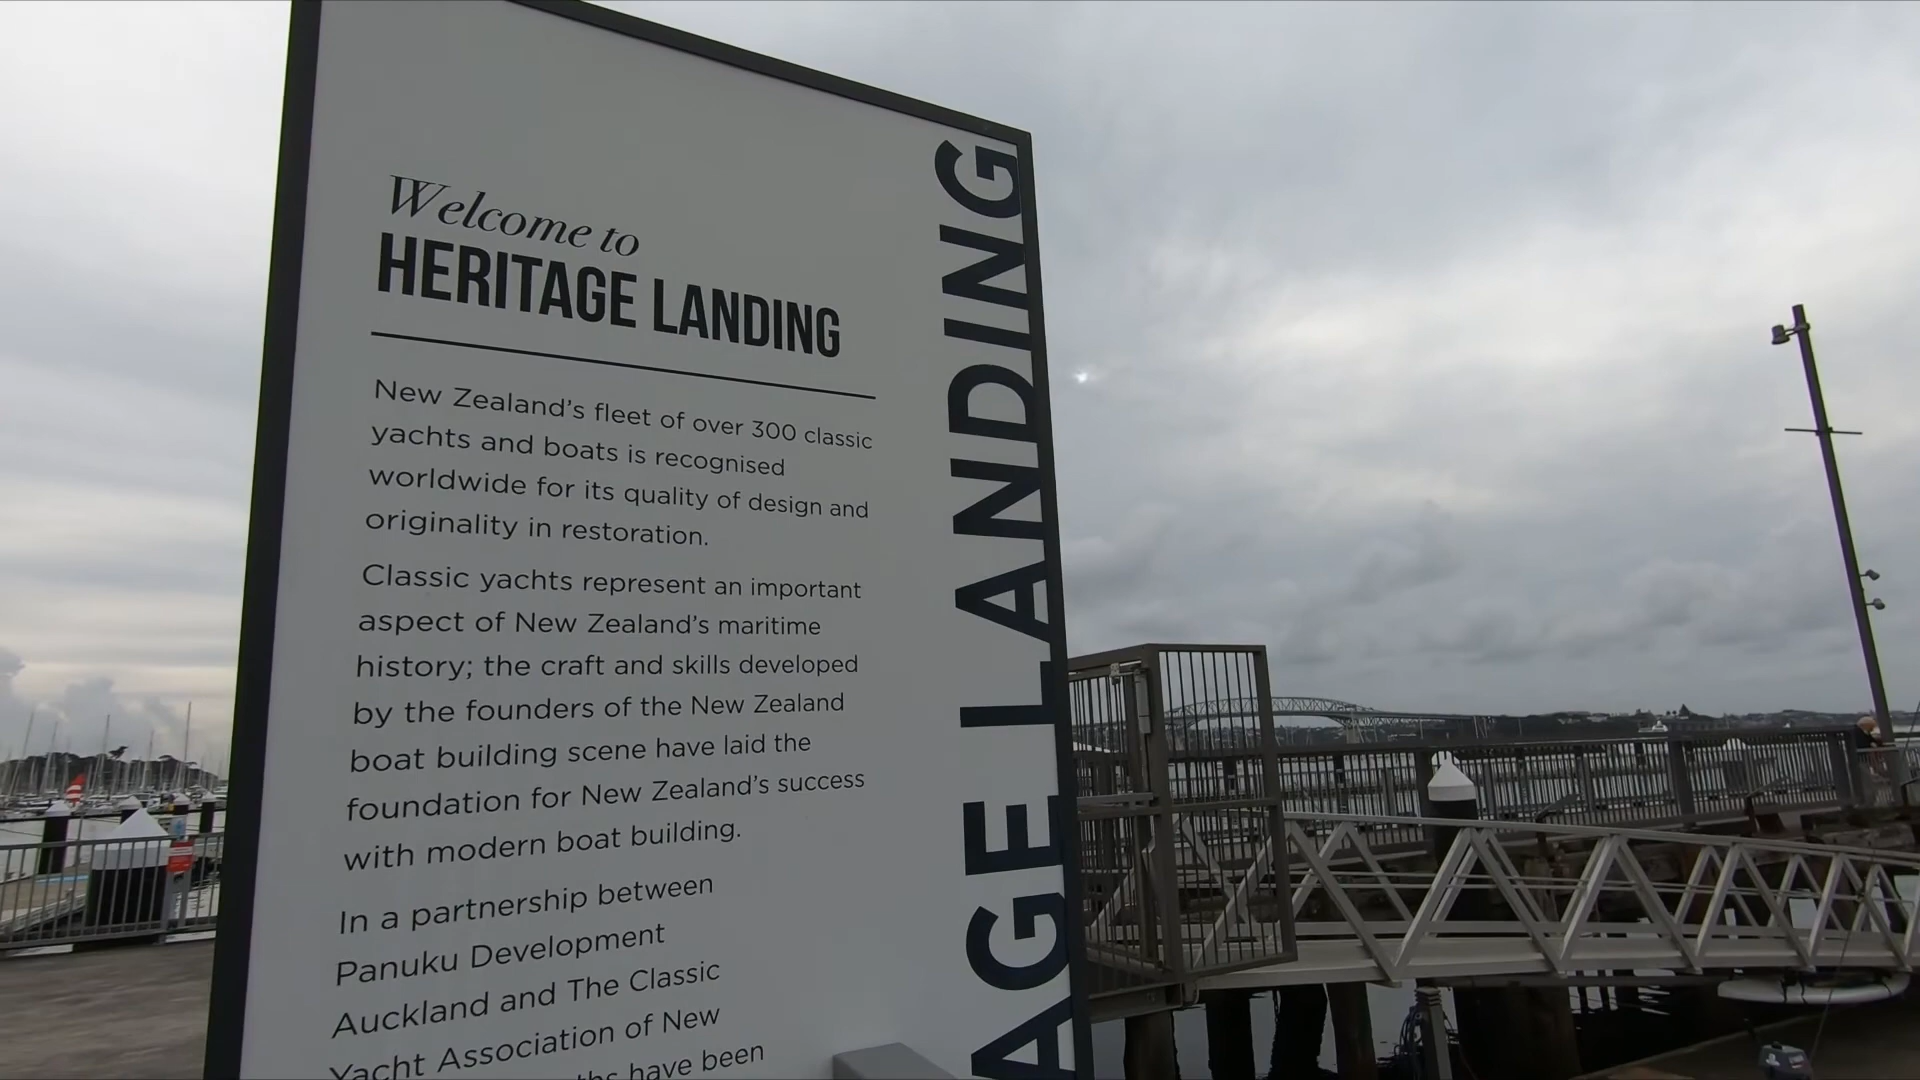 Welcome to
HERITAGE LANDING
New Zealand's fleet of over 300 classic
yachts and boats is recognised
worldwide for its quality of design and
originality in restoration.
Classic yachts represent an important
aspect of New Zealand's maritime
history; the craft and skills developed
by the founders of the New Zealand
boat building scene have laid the
foundation for New Zealand's success
with modern boat building.
In a partnership between
Panuku Development
Auckland and The Classic
Yacht Association of New
have been
AGE LANDING